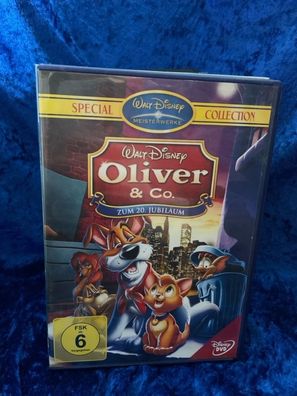 SPECIAL
WALT DISNEY
COLLECTION
MEISTERWERKE
WALT DISNEY
Oliver
& Co.
ZUM 20. JUBILÄUM
FSK
ab
6
freigegeben
Disney
DVD